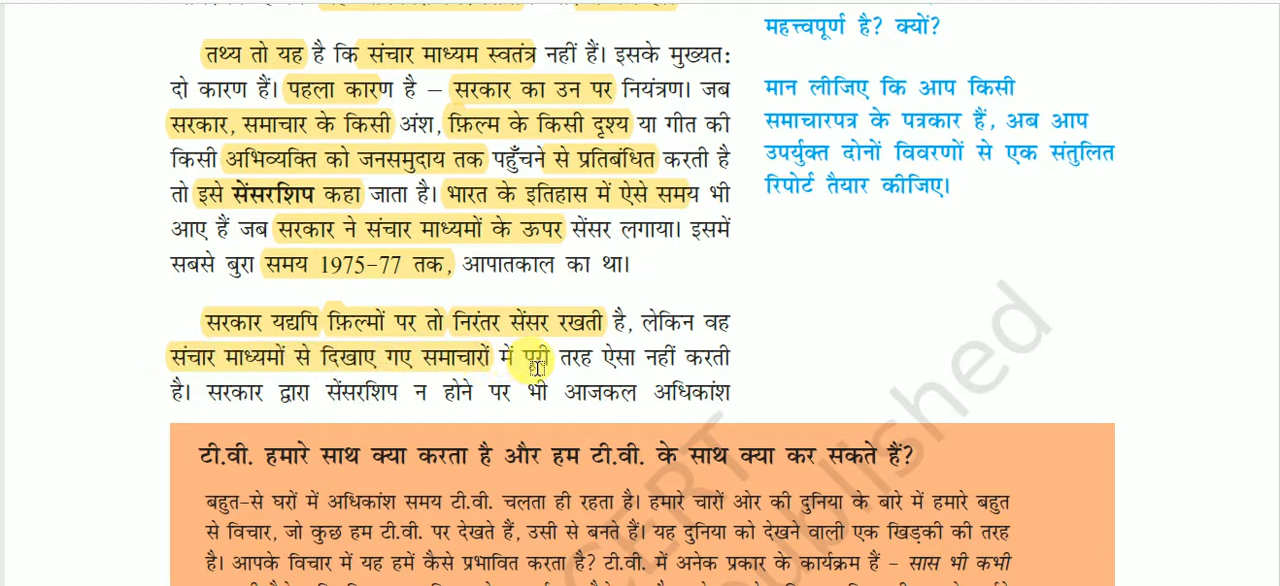 महत्त्वपूर्ण है? क्यों?
तथ्य तो यह है कि संचार माध्यम स्वतंत्र नहीं हैं। इसके मुख्यत:
दो कारण हैं। पहला कारण है – सरकार का उन पर नियंत्रण। जब
सरकार, समाचार के किसी अंश, फ़िल्म के किसी दृश्य या गीत की
किसी अभिव्यक्ति को जनसमुदाय तक पहुँचने से प्रतिबंधित करती है
तो इसे सेंसरशिप कहा जाता है। भारत के इतिहास में ऐसे समय भी
आए हैं जब सरकार ने संचार माध्यमों के ऊपर सेंसर लगाया। इसमें
सबसे बुरा समय 1975-77 तक, आपातकाल का था।
सरकार यद्यपि फ़िल्मों पर तो निरंतर सेंसर रखती है, लेकिन वह
संचार माध्यमों से दिखाए गए समाचारों में पूरी तरह ऐसा नहीं करती
है। सरकार द्वारा सेंसरशिप न होने पर भी आजकल अधिकांश
मान लीजिए कि आप किसी
समाचारपत्र के पत्रकार हैं, अब आप
उपर्युक्त दोनों विवरणों से एक संतुलित
रिपोर्ट तैयार कीजिए।
टी.वी. हमारे साथ क्या करता है और हम टी.वी. के साथ क्या कर सकते हैं?
बहुत-से घरों में अधिकांश समय टी.वी. चलता ही रहता है। हमारे चारों ओर की दुनिया के बारे में हमारे बहुत
से विचार, जो कुछ हम टी.वी. पर देखते हैं, उसी से बनते हैं। यह दुनिया को देखने वाली एक खिड़की की तरह
है। आपके विचार में यह हमें कैसे प्रभावित करता है? टी.वी. में अनेक प्रकार के कार्यक्रम हैं – सास भी कभी